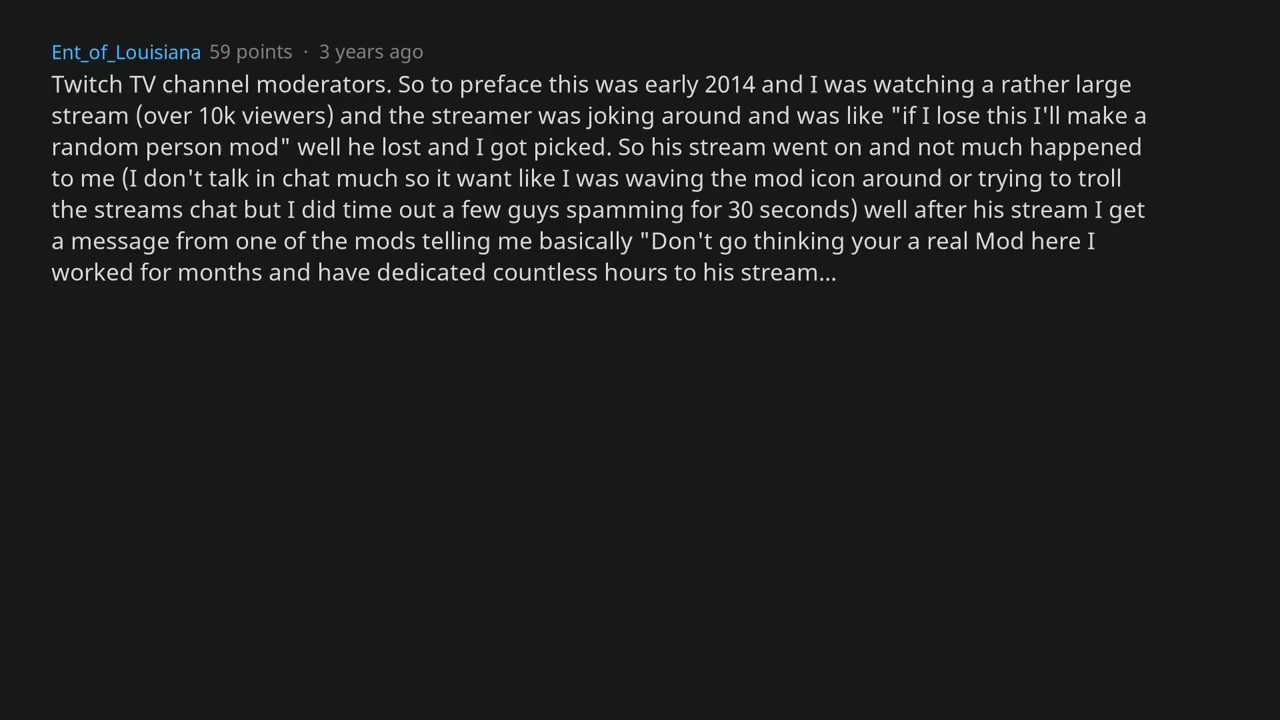 Ent_of_Louisiana 59 points · 3 years ago
Twitch TV channel moderators. So to preface this was early 2014 and I was watching a rather large
stream (over 10k viewers) and the streamer was joking around and was like "if I lose this I'll make a
random person mod" well he lost and I got picked. So his stream went on and not much happened
to me (I don't talk in chat much so it want like I was waving the mod icon around or trying to troll
the streams chat but I did time out a few guys spamming for 30 seconds) well after his stream I get
a message from one of the mods telling me basically "Don't go thinking your a real Mod here I
worked for months and have dedicated countless hours to his stream...